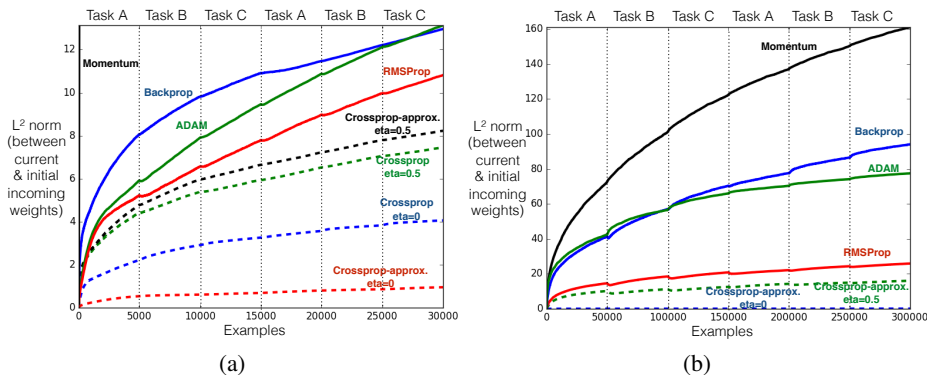 Task A Task B Task C Task A Task B Task C
12
10
8
6
4
2
0
L² norm
(between
current
& initial
incoming
weights)
Momentum
Backprop
ADAM
RMSProp
Crossprop-approx.
eta=0.5
Crossprop
eta=0.5
Crossprop
eta=0
Crossprop-approx.
eta=0
0 5000 10000 15000 20000 25000 30000
Examples
(a)
Task A Task B Task C Task A Task B Task C
160
140
120
100
80
60
40
20
0
L² norm
(between
current
& initial
incoming
weights)
Momentum
Backprop
ADAM
RMSProp
Crossprop-approx.
eta=0
Crossprop-approx.
eta=0.5
0 50000 100000 150000 200000 250000 300000
Examples
(b)